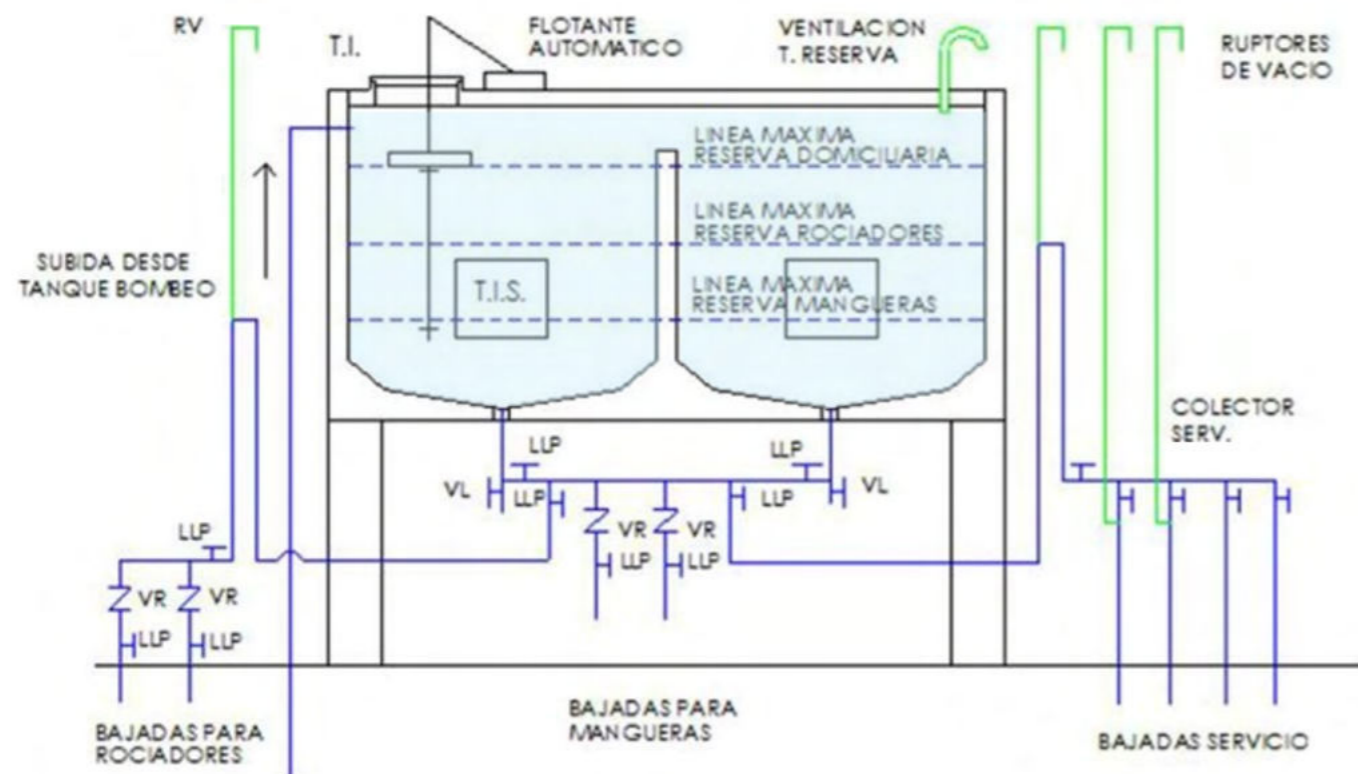 RV
T.I.
FLOTANTE
AUTOMATICO
VENTILACION
T. RESERVA
RUPTORES
DE VACIO
LINEA MAXIMA
RESERVA DOMICILIARIA
LINEA MAXIMA
RESERVA ROCIADORES
SUBIDA DESDE
TANQUE BOMBEO
T.I.S.
LINEA MAXIMA
RESERVA MANGUERAS
COLECTOR
SERV.
LLP
LLP
VL
LLP
LLP
VL
LLP
VR
VR
LLP
LLP
VR
VR
LLP
LLP
BAJADAS PARA
ROCIADORES
BAJADAS PARA
MANGUERAS
BAJADAS SERVICIO